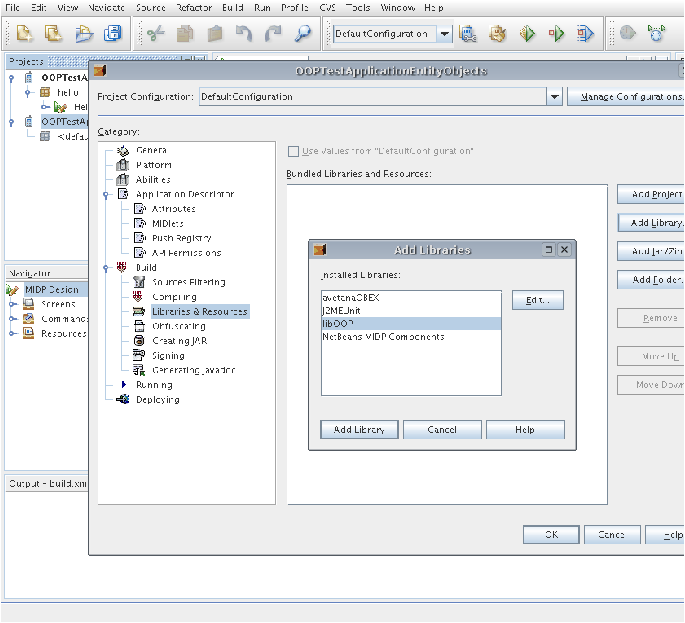 File Edit View Navigate Source Refactor Build Run Profile CVS Tools Window Help
DefaultConfiguration
Projects
OOPTestApplicationEntityObjects
OOPTestA
hello
Hel
OOPTestAp
<defau
Project Configuration: DefaultConfiguration
Manage Configurations.
Category:
General
Platform
Abilities
Application Descriptor
Attributes
MIDlets
Push Registry
API Permissions
Build
Sources Filtering
Compiling
Libraries & Resources
Obfuscating
Creating JAR
Signing
Generating Javadoc
Running
Deploying
Use Values from "DefaultConfiguration"
Bundled Libraries and Resources:
Add Project.
Add Library.
Add Jar/Zip.
Add Folder.
Remove
Move Up
Move Down
Add Libraries
Installed Libraries:
avetanaOBEX
J2MEUnit
libOOP
NetBeans MIDP Components
Edit...
Add Library
Cancel
Help
Navigator
MIDP Design
Screens
Commands
Resources
Output - build.xm
OK
Cancel
Help